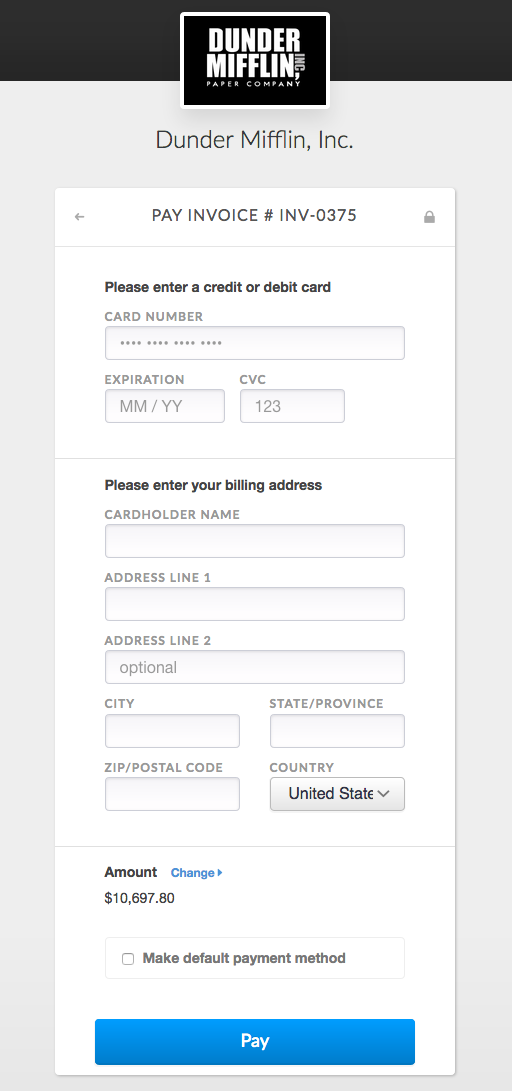 DUNDER
MIFFLIN, INC
PAPER COMPANY
Dunder Mifflin, Inc.
PAY INVOICE # INV-0375
Please enter a credit or debit card
CARD NUMBER
•••• •••• •••• ••••
EXPIRATION CVC
MM / YY 123
Please enter your billing address
CARDHOLDER NAME
ADDRESS LINE 1
ADDRESS LINE 2
optional
CITY STATE/PROVINCE
ZIP/POSTAL CODE COUNTRY
United State
Amount Change
$10,697.80
Make default payment method
Pay